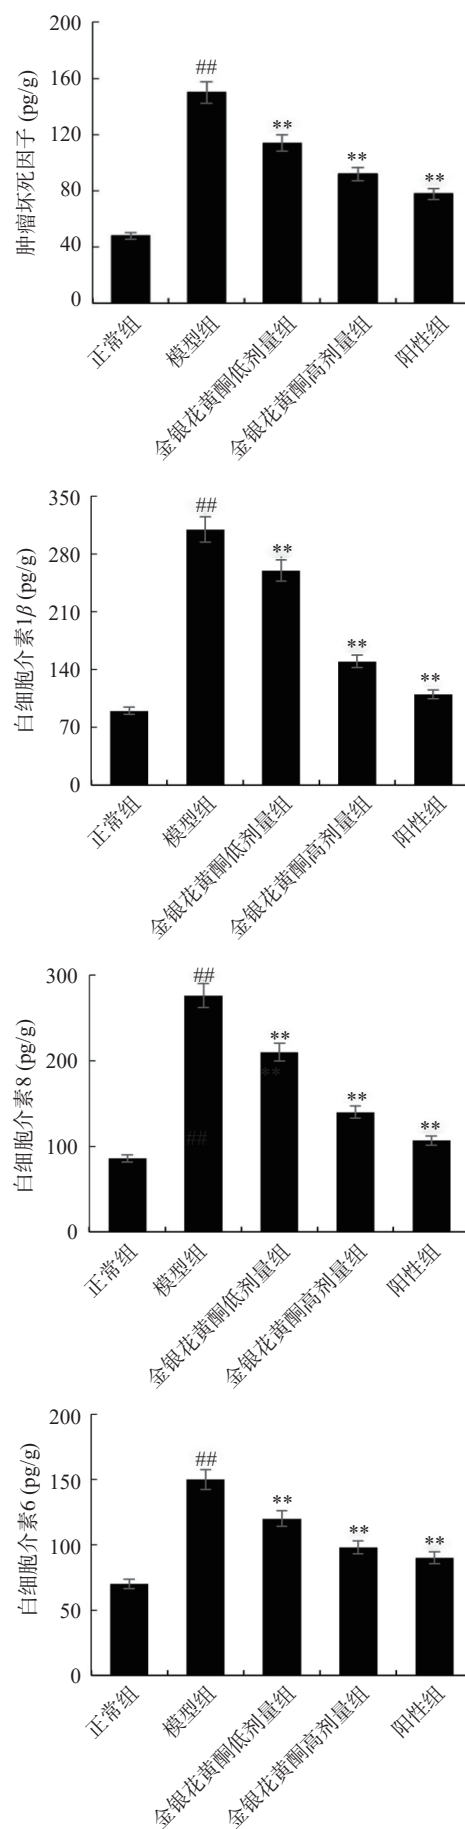 肿瘤坏死因子 (pg/g)
200
160
120
80
40
0
##
**
**
**
正常组
模型组
金银花黄酮低剂量组
金银花黄酮高剂量组
阳性组
白细胞介素1β (pg/g)
350
280
210
140
70
0
##
**
**
**
正常组
模型组
金银花黄酮低剂量组
金银花黄酮高剂量组
阳性组
白细胞介素8 (pg/g)
300
200
100
0
##
**
**
**
**
##
正常组
模型组
金银花黄酮低剂量组
金银花黄酮高剂量组
阳性组
白细胞介素6 (pg/g)
200
150
100
50
0
##
**
**
**
正常组
模型组
金银花黄酮低剂量组
金银花黄酮高剂量组
阳性组